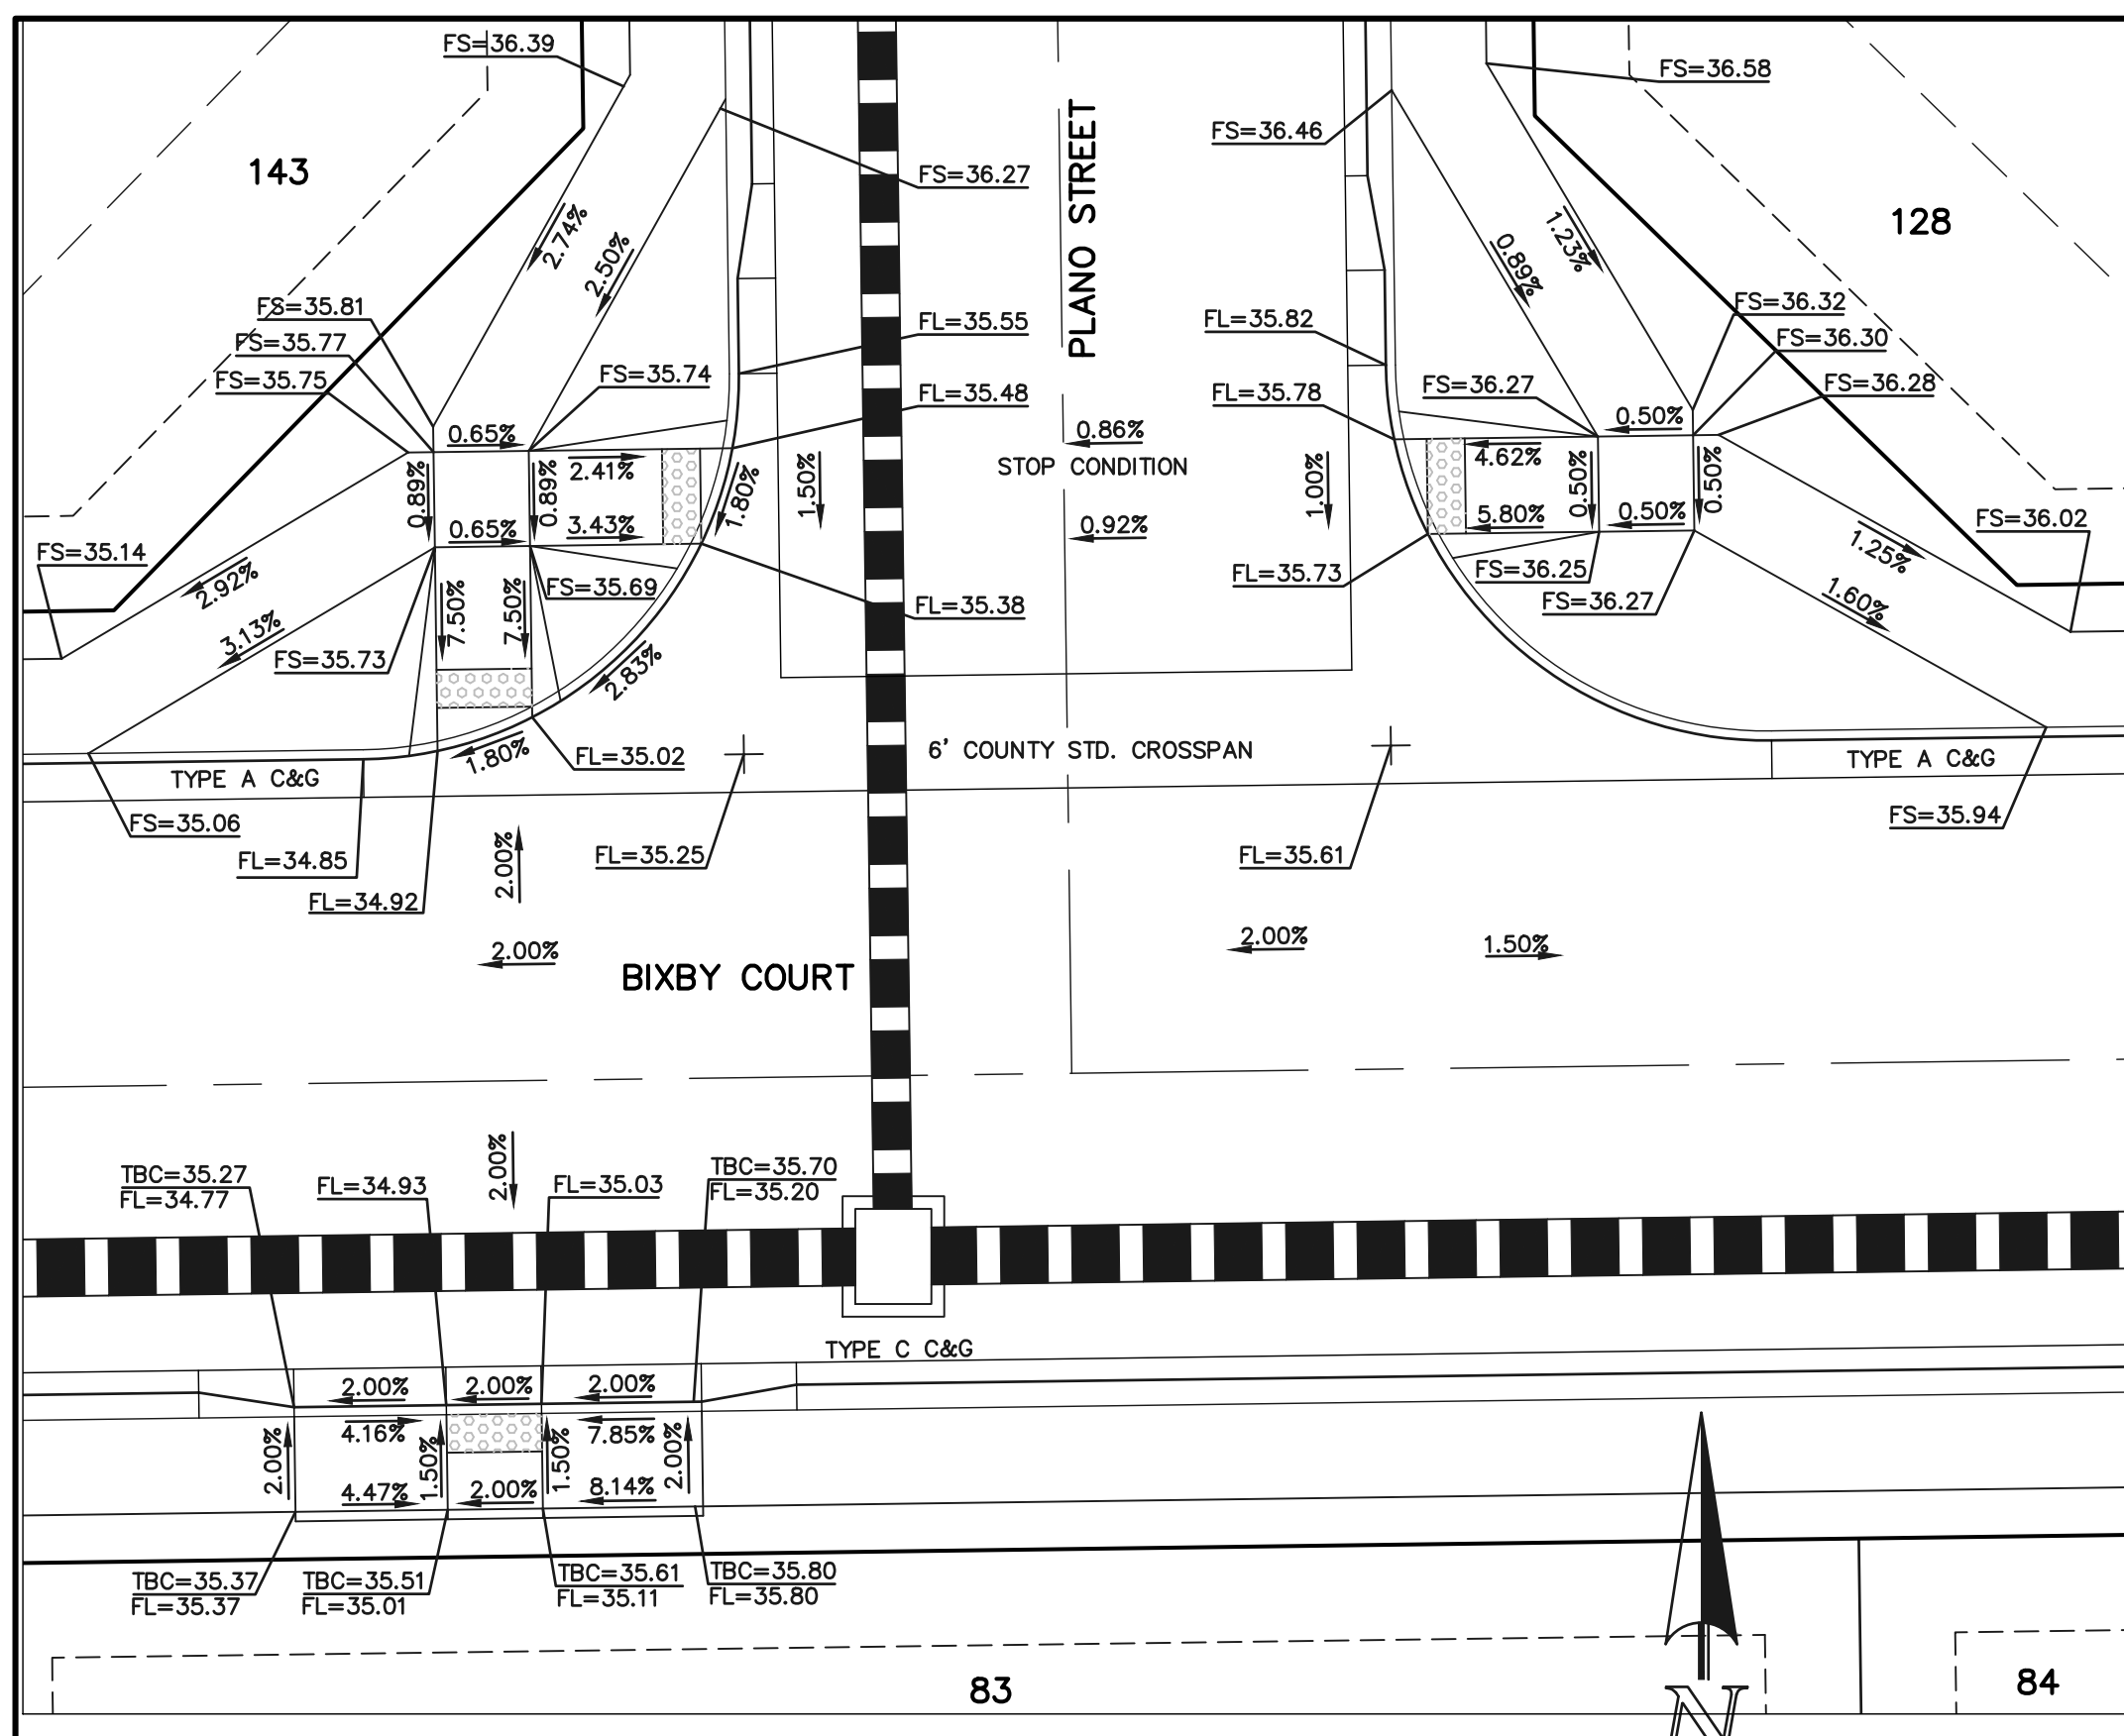 FS=36.39
FS=36.58
FS=36.46
143
FS=36.27
PLANO STREET
128
2.74%
2.50%
0.89%
1.23%
FS=35.81
FS=35.77
FS=35.75
FS=35.74
FL=35.55
FL=35.48
FL=35.82
FL=35.78
FS=36.27
FS=36.32
FS=36.30
FS=36.28
0.65%
0.86%
0.50%
STOP CONDITION
2.41%
4.62%
0.89%
0.89%
1.80%
1.50%
1.00%
0.50%
0.50%
0.65%
3.43%
0.92%
5.80%
0.50%
FS=36.02
FS=35.14
2.92%
3.13%
7.50%
7.50%
FS=35.69
FL=35.38
FL=35.73
FS=36.25
FS=36.27
1.25%
1.60%
FS=35.73
2.83%
6' COUNTY STD. CROSSPAN
1.80%
FL=35.02
TYPE A C&G
TYPE A C&G
FS=35.06
FL=34.85
FL=34.92
2.00%
FL=35.25
FL=35.61
FS=35.94
2.00%
2.00%
1.50%
BIXBY COURT
TBC=35.27
FL=34.77
FL=34.93
2.00%
FL=35.03
TBC=35.70
FL=35.20
TYPE C C&G
2.00%
2.00%
2.00%
4.16%
7.85%
2.00%
1.50%
1.50%
2.00%
4.47%
2.00%
8.14%
TBC=35.37
FL=35.37
TBC=35.51
FL=35.01
TBC=35.61
FL=35.11
TBC=35.80
FL=35.80
83
84
N